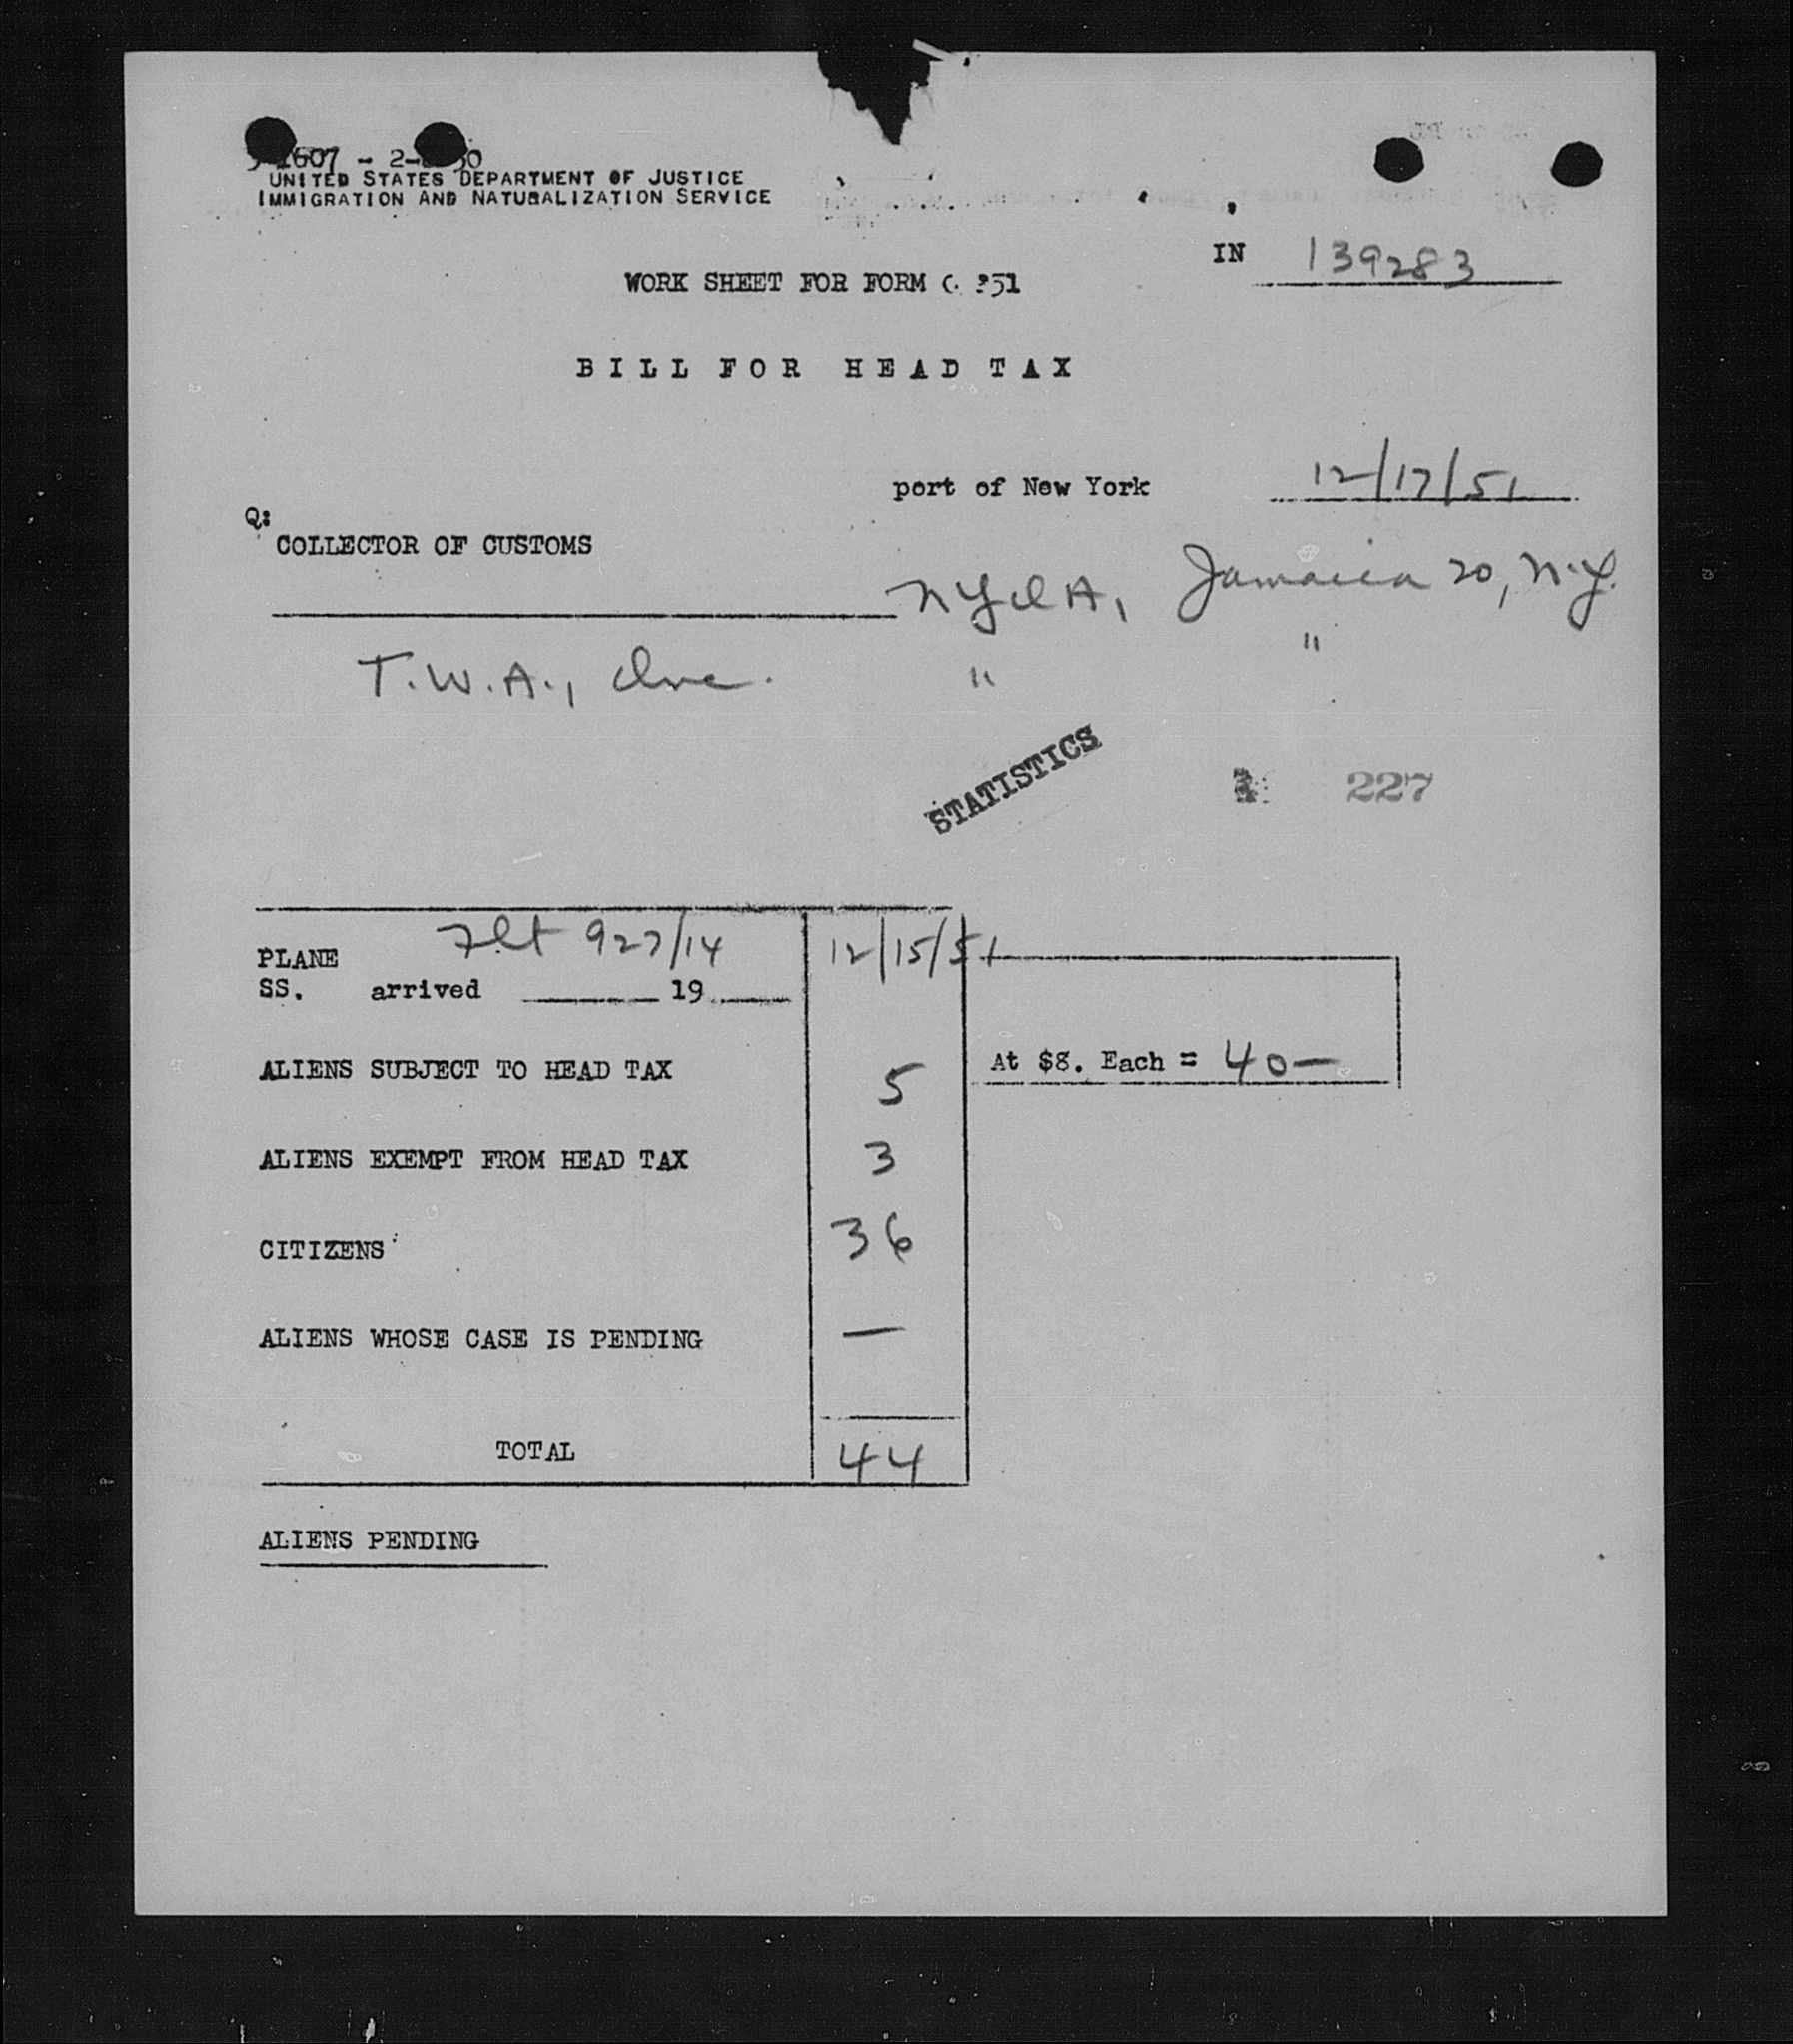 1607 - 2-
UNITED STATES DEPARTMENT OF JUSTICE
IMMIGRATION AND NATURALIZATION SERVICE
IN 139283
WORK SHEET FOR FORM
BILL FOR HEAD TAX
port of New York 12/17/51
COLLECTOR OF CUSTOMS
NYIA, Jamaica 20, N.Y.
T.W.A., Inc. " "
STATISTICS
227
PLANE Flt 927/14 12/15/51
SS. arrived ______ 19 ____
ALIENS SUBJECT TO HEAD TAX 5 At $8. Each = 40—
ALIENS EXEMPT FROM HEAD TAX 3
CITIZENS 36
ALIENS WHOSE CASE IS PENDING —
TOTAL 44
ALIENS PENDING